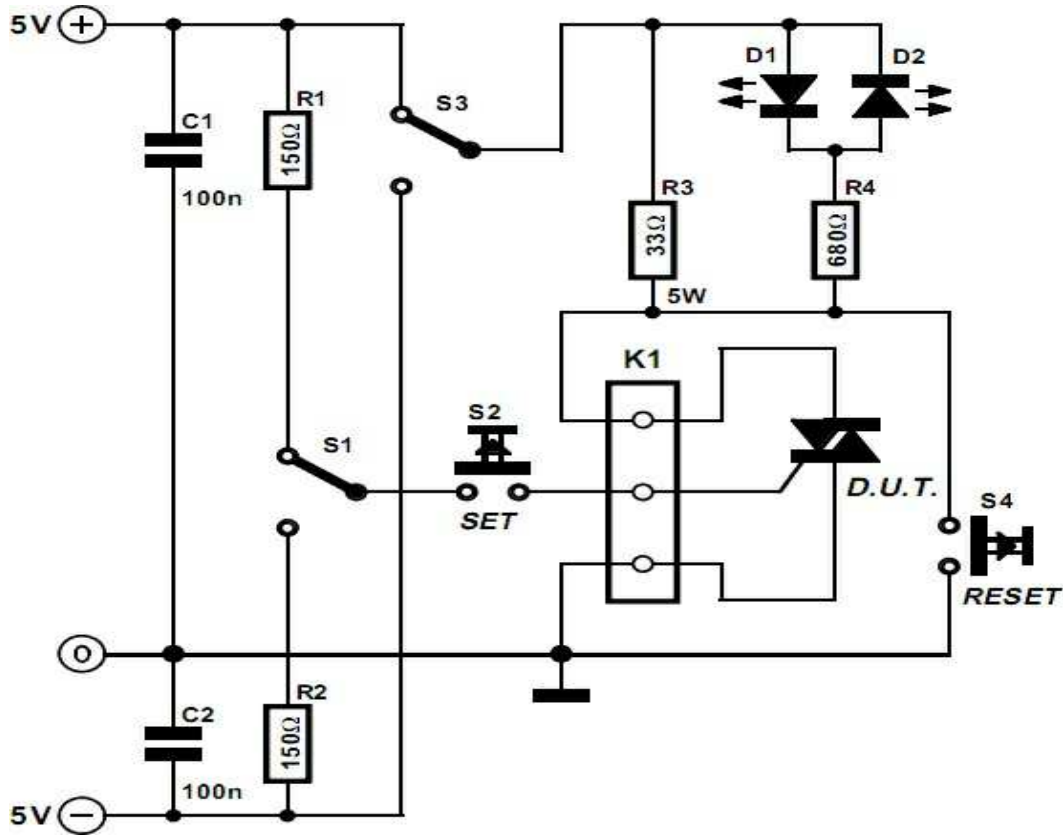 5V +
D1
D2
R1
S3
C1
150Ω
100n
R3
R4
33Ω
680Ω
5W
K1
S2
S1
D.U.T.
SET
S4
RESET
0
R2
C2
150Ω
100n
5V −